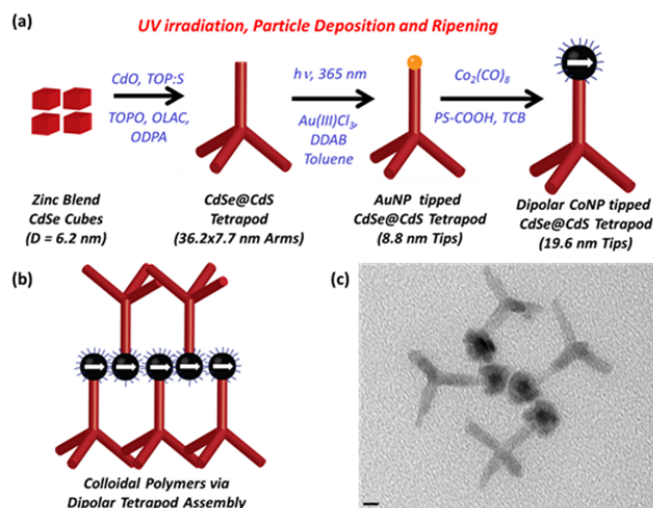 (a)
UV irradiation, Particle Deposition and Ripening
CdO, TOP:S
TOPO, OLAC,
ODPA
hν, 365 nm
Au(III)Cl3,
DDAB
Toluene
Co2(CO)8
PS-COOH, TCB
Zinc Blend
CdSe Cubes
(D = 6.2 nm)
CdSe@CdS
Tetrapod
(36.2x7.7 nm Arms)
AuNP tipped
CdSe@CdS Tetrapod
(8.8 nm Tips)
Dipolar CoNP tipped
CdSe@CdS Tetrapod
(19.6 nm Tips)
(b)
Colloidal Polymers via
Dipolar Tetrapod Assembly
(c)